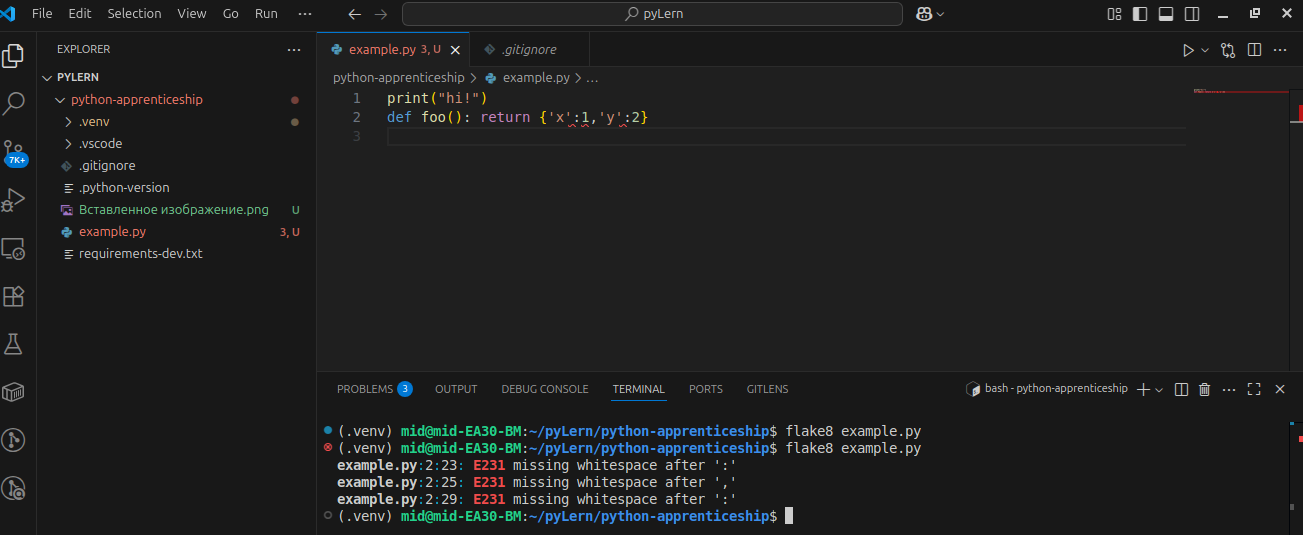 File Edit Selection View Go Run ··· pyLern
EXPLORER ···
PYLERN
python-apprenticeship
.venv
.vscode
.gitignore
.python-version
Вставленное изображение.png U
example.py 3, U
requirements-dev.txt
7K+
example.py 3, U .gitignore
python-apprenticeship > example.py > ...
1 print("hi!")
2 def foo(): return {'x':1,'y':2}
3
PROBLEMS 3 OUTPUT DEBUG CONSOLE TERMINAL PORTS GITLENS bash - python-apprenticeship
(.venv) mid@mid-EA30-BM:~/pyLern/python-apprenticeship$ flake8 example.py
(.venv) mid@mid-EA30-BM:~/pyLern/python-apprenticeship$ flake8 example.py
example.py:2:23: E231 missing whitespace after ':'
example.py:2:25: E231 missing whitespace after ','
example.py:2:29: E231 missing whitespace after ':'
(.venv) mid@mid-EA30-BM:~/pyLern/python-apprenticeship$